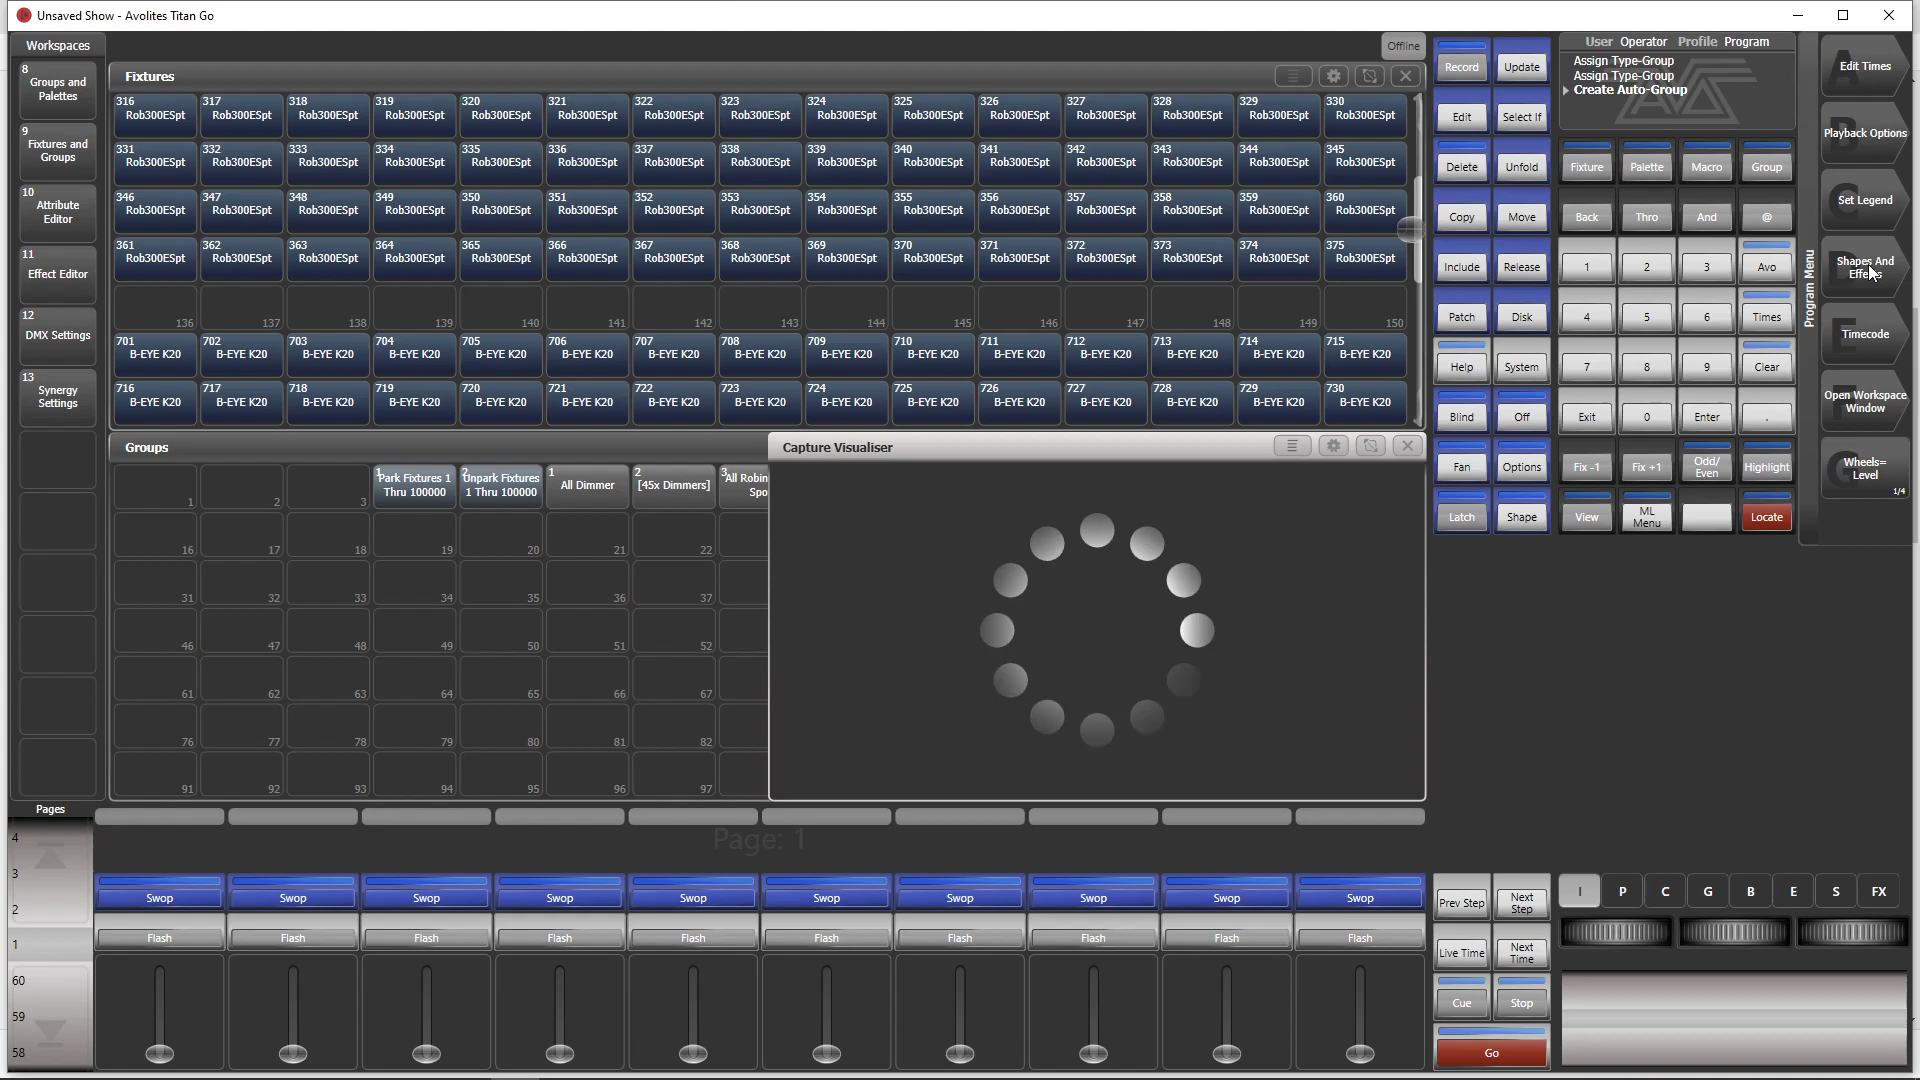 Unsaved Show - Avolites Titan Go
Workspaces
8
Groups and
Palettes
9
Fixtures and
Groups
10
Attribute
Editor
11
Effect Editor
12
DMX Settings
13
Synergy
Settings
Offline
Fixtures
316 317 318 319 320 321 322 323 324 325 326 327 328 329 330
Rob300ESpt Rob300ESpt Rob300ESpt Rob300ESpt Rob300ESpt Rob300ESpt Rob300ESpt Rob300ESpt Rob300ESpt Rob300ESpt Rob300ESpt Rob300ESpt Rob300ESpt Rob300ESpt Rob300ESpt
331 332 333 334 335 336 337 338 339 340 341 342 343 344 345
Rob300ESpt Rob300ESpt Rob300ESpt Rob300ESpt Rob300ESpt Rob300ESpt Rob300ESpt Rob300ESpt Rob300ESpt Rob300ESpt Rob300ESpt Rob300ESpt Rob300ESpt Rob300ESpt Rob300ESpt
346 347 348 349 350 351 352 353 354 355 356 357 358 359 360
Rob300ESpt Rob300ESpt Rob300ESpt Rob300ESpt Rob300ESpt Rob300ESpt Rob300ESpt Rob300ESpt Rob300ESpt Rob300ESpt Rob300ESpt Rob300ESpt Rob300ESpt Rob300ESpt Rob300ESpt
361 362 363 364 365 366 367 368 369 370 371 372 373 374 375
Rob300ESpt Rob300ESpt Rob300ESpt Rob300ESpt Rob300ESpt Rob300ESpt Rob300ESpt Rob300ESpt Rob300ESpt Rob300ESpt Rob300ESpt Rob300ESpt Rob300ESpt Rob300ESpt Rob300ESpt
136 137 138 139 140 141 142 143 144 145 146 147 148 149 150
701 702 703 704 705 706 707 708 709 710 711 712 713 714 715
B-EYE K20 B-EYE K20 B-EYE K20 B-EYE K20 B-EYE K20 B-EYE K20 B-EYE K20 B-EYE K20 B-EYE K20 B-EYE K20 B-EYE K20 B-EYE K20 B-EYE K20 B-EYE K20 B-EYE K20
716 717 718 719 720 721 722 723 724 725 726 727 728 729 730
B-EYE K20 B-EYE K20 B-EYE K20 B-EYE K20 B-EYE K20 B-EYE K20 B-EYE K20 B-EYE K20 B-EYE K20 B-EYE K20 B-EYE K20 B-EYE K20 B-EYE K20 B-EYE K20 B-EYE K20
Groups
1 2 1 2 3
Park Fixtures 1 Unpark Fixtures All Dimmer [45x Dimmers] All Robin
Thru 100000 1 Thru 100000 Spo
1 2 3
16 17 18 19 20 21 22
31 32 33 34 35 36 37
46 47 48 49 50 51 52
61 62 63 64 65 66 67
76 77 78 79 80 81 82
91 92 93 94 95 96 97
Capture Visualiser
Record Update
Edit Select If
Delete Unfold
Copy Move
Include Release
Patch Disk
Help System
Blind Off
Fan Options
Latch Shape
User Operator Profile Program
Assign Type-Group
Assign Type-Group
Create Auto-Group
Fixture Palette Macro Group
Back Thro And @
1 2 3 Avo
4 5 6 Times
7 8 9 Clear
Exit 0 Enter .
Fix -1 Fix +1 Odd/
Even Highlight
View ML
Menu Locate
Program Menu
A
Edit Times
B
Playback Options
C
Set Legend
D
Shapes And
Effects
E
Timecode
F
Open Workspace
Window
G
Wheels=
Level
1/4
Pages
4
3
2
1
60
59
58
Page: 1
Swop Swop Swop Swop Swop Swop Swop Swop Swop Swop
Flash Flash Flash Flash Flash Flash Flash Flash Flash Flash
Prev Step Next
Step
Live Time Next
Time
Cue Stop
Go
I P C G B E S FX